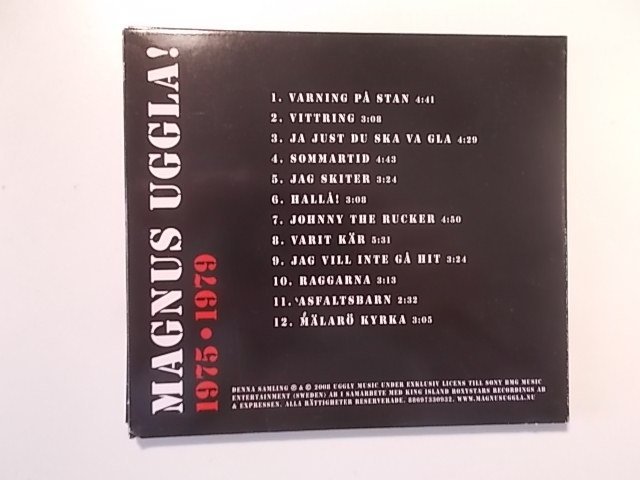 MAGNUS UGGLA!
1975 • 1979
1. VARNING PÅ STAN 4:41
2. VITTRING 3:08
3. JA JUST DU SKA VA GLA 4:29
4. SOMMARTID 4:43
5. JAG SKITER 3:24
6. HALLÅ! 3:08
7. JOHNNY THE RUCKER 4:50
8. VARIT KÄR 5:31
9. JAG VILL INTE GÅ HIT 3:24
10. RAGGARNA 3:13
11. ASFALTSBARN 2:32
12. MÄLARÖ KYRKA 3:05
DENNA SAMLING ℗ & © 2008 UGGLY MUSIC UNDER EXKLUSIV LICENS TILL SONY BMG MUSIC
ENTERTAINMENT (SWEDEN) AB I SAMARBETE MED KING ISLAND ROXYSTARS RECORDINGS AB
& EXPRESSEN. ALLA RÄTTIGHETER RESERVERADE. 88697330932. WWW.MAGNUSUGGLA.NU